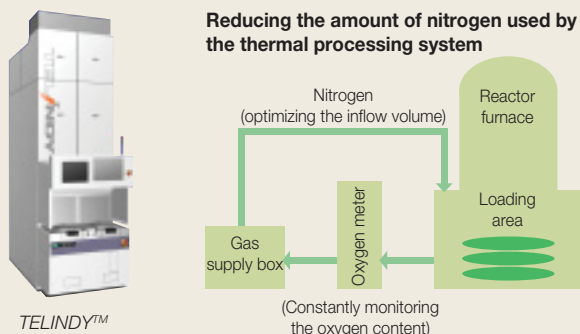 Reducing the amount of nitrogen used by
the thermal processing system
Nitrogen
(optimizing the inflow volume)
Reactor
furnace
Loading
area
Oxygen meter
Gas
supply box
(Constantly monitoring
the oxygen content)
TELINDY
TELINDY™